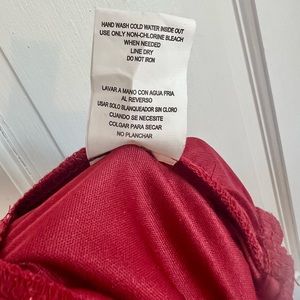 HAND WASH COLD WATER INSIDE OUT
USE ONLY NON-CHLORINE BLEACH
WHEN NEEDED
LINE DRY
DO NOT IRON
LAVAR A MANO CON AGUA FRIA
AL REVERSO
USAR SOLO BLANQUEADOR SIN CLORO
CUANDO SE NECESITE
COLGAR PARA SECAR
NO PLANCHAR